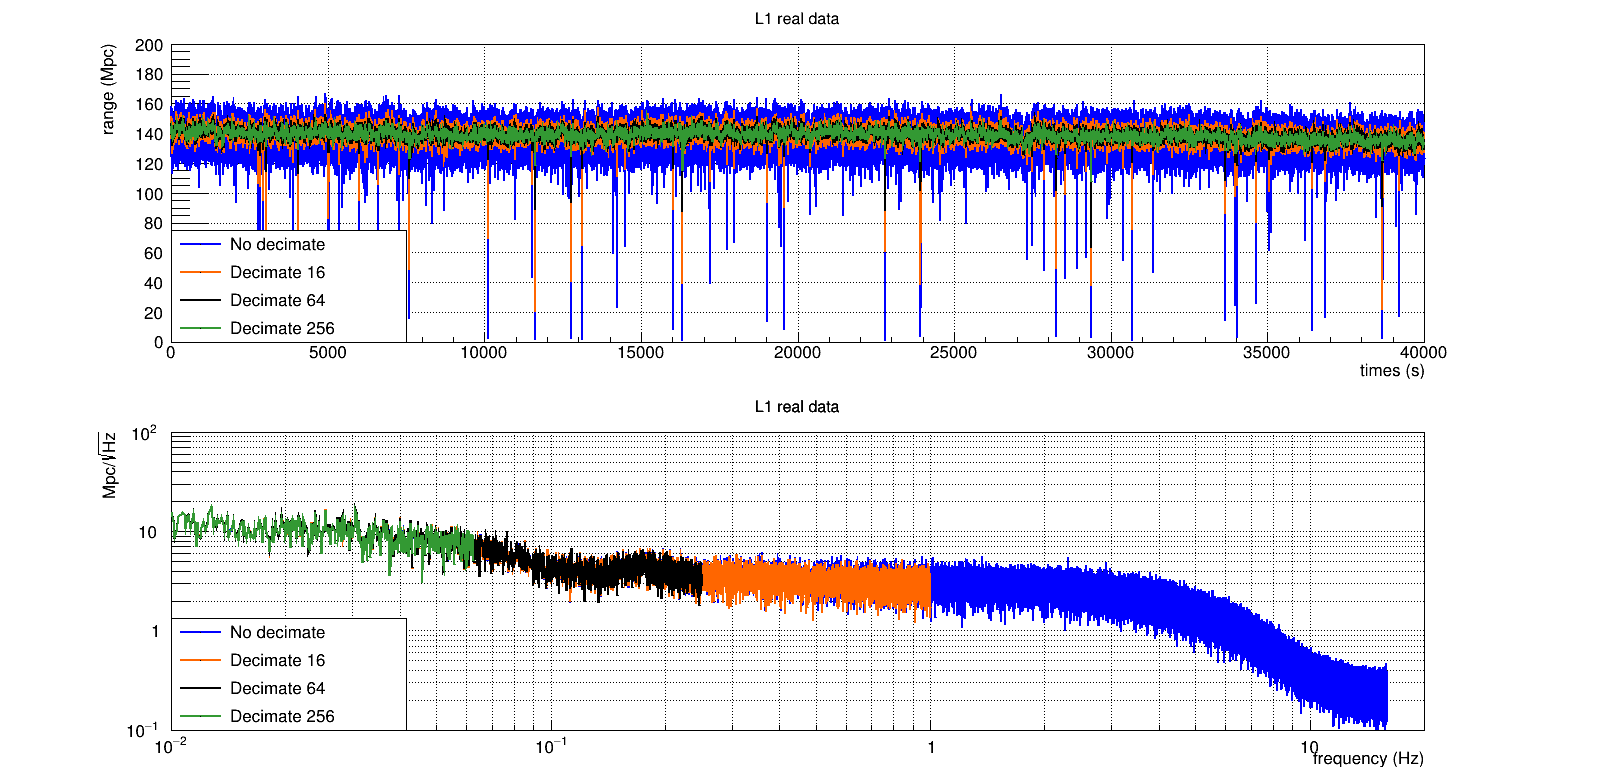 L1 real data
range (Mpc)
200
180
160
140
120
100
80
60
40
20
0
No decimate
Decimate 16
Decimate 64
Decimate 256
0 5000 10000 15000 20000 25000 30000 35000 40000
times (s)
L1 real data
Mpc/√Hz
10²
10
1
10⁻¹
No decimate
Decimate 16
Decimate 64
Decimate 256
10⁻² 10⁻¹ 1 10
frequency (Hz)